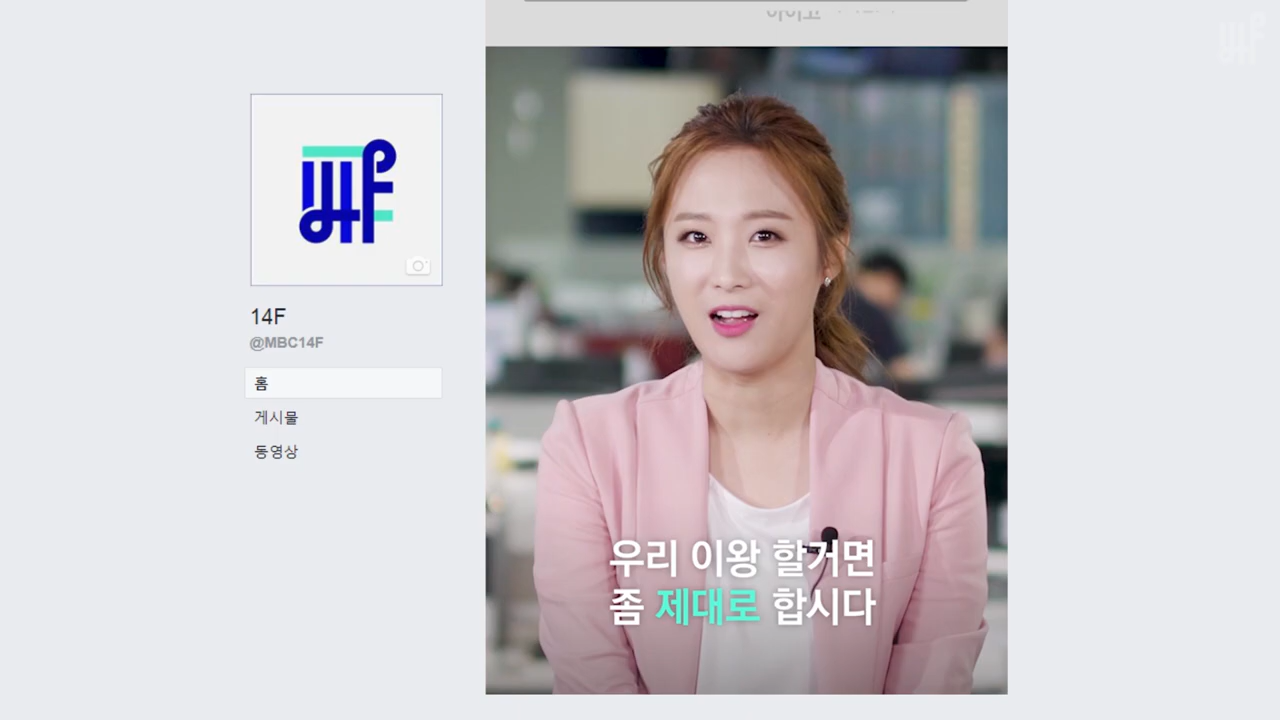 14F
@MBC14F
홈
게시물
동영상
우리 이왕 할거면
좀 제대로 합시다